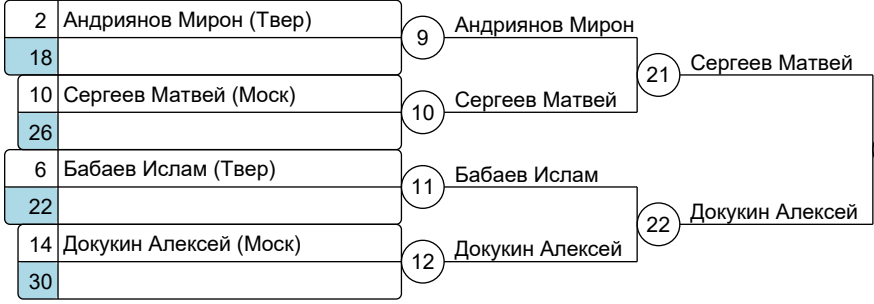 2 Андриянов Мирон (Твер)
18
9 Андриянов Мирон
10 Сергеев Матвей (Моск)
26
10 Сергеев Матвей
21 Сергеев Матвей
6 Бабаев Ислам (Твер)
22
11 Бабаев Ислам
14 Докукин Алексей (Моск)
30
12 Докукин Алексей
22 Докукин Алексей